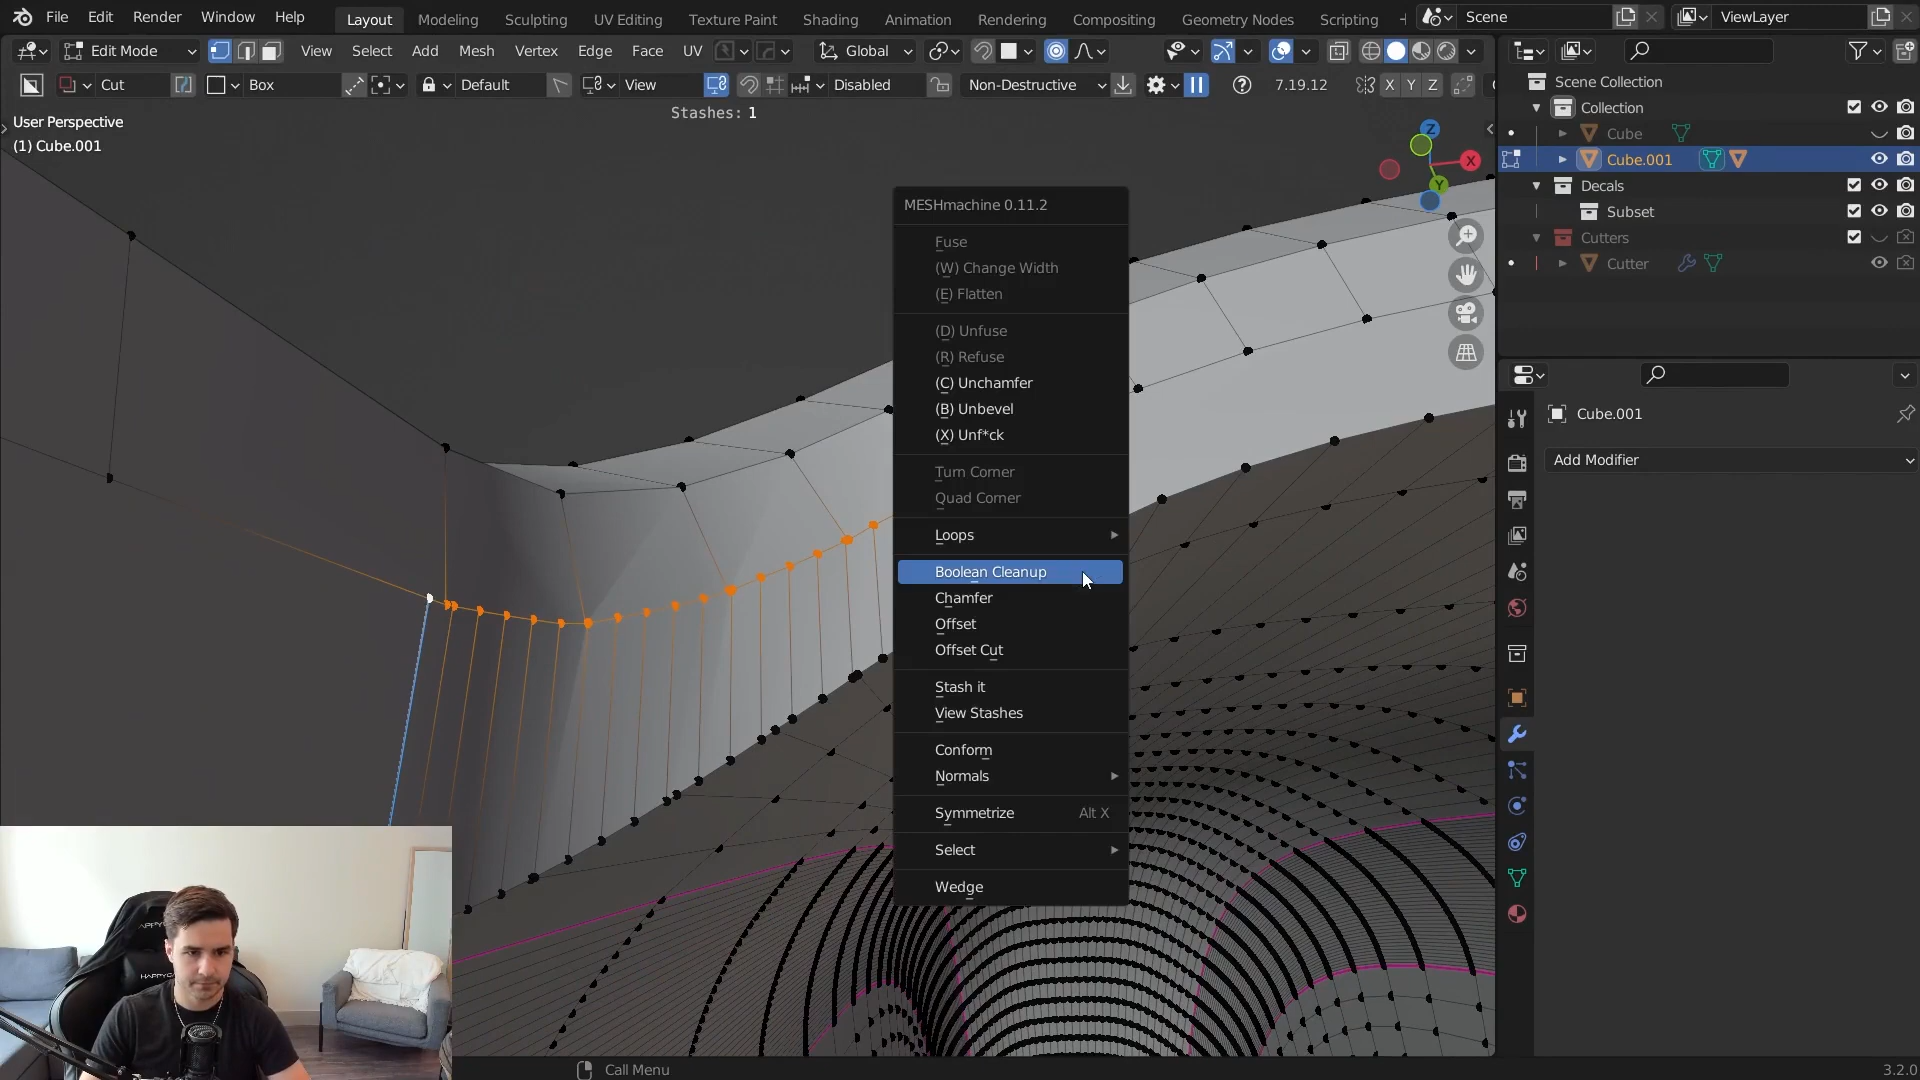 File Edit Render Window Help Layout Modeling Sculpting UV Editing Texture Paint Shading Animation Rendering Compositing Geometry Nodes Scripting Scene ViewLayer
Edit Mode View Select Add Mesh Vertex Edge Face UV Global
Cut Box Default View Disabled Non-Destructive 7.19.12 X Y Z
Stashes: 1
User Perspective
(1) Cube.001
Z
X
Y
MESHmachine 0.11.2
Fuse
(W) Change Width
(E) Flatten
(D) Unfuse
(R) Refuse
(C) Unchamfer
(B) Unbevel
(X) Unf*ck
Turn Corner
Quad Corner
Loops
Boolean Cleanup
Chamfer
Offset
Offset Cut
Stash it
View Stashes
Conform
Normals
Symmetrize Alt X
Select
Wedge
Scene Collection
Collection
Cube
Cube.001
Decals
Subset
Cutters
Cutter
Cube.001
Add Modifier
Call Menu
3.2.0